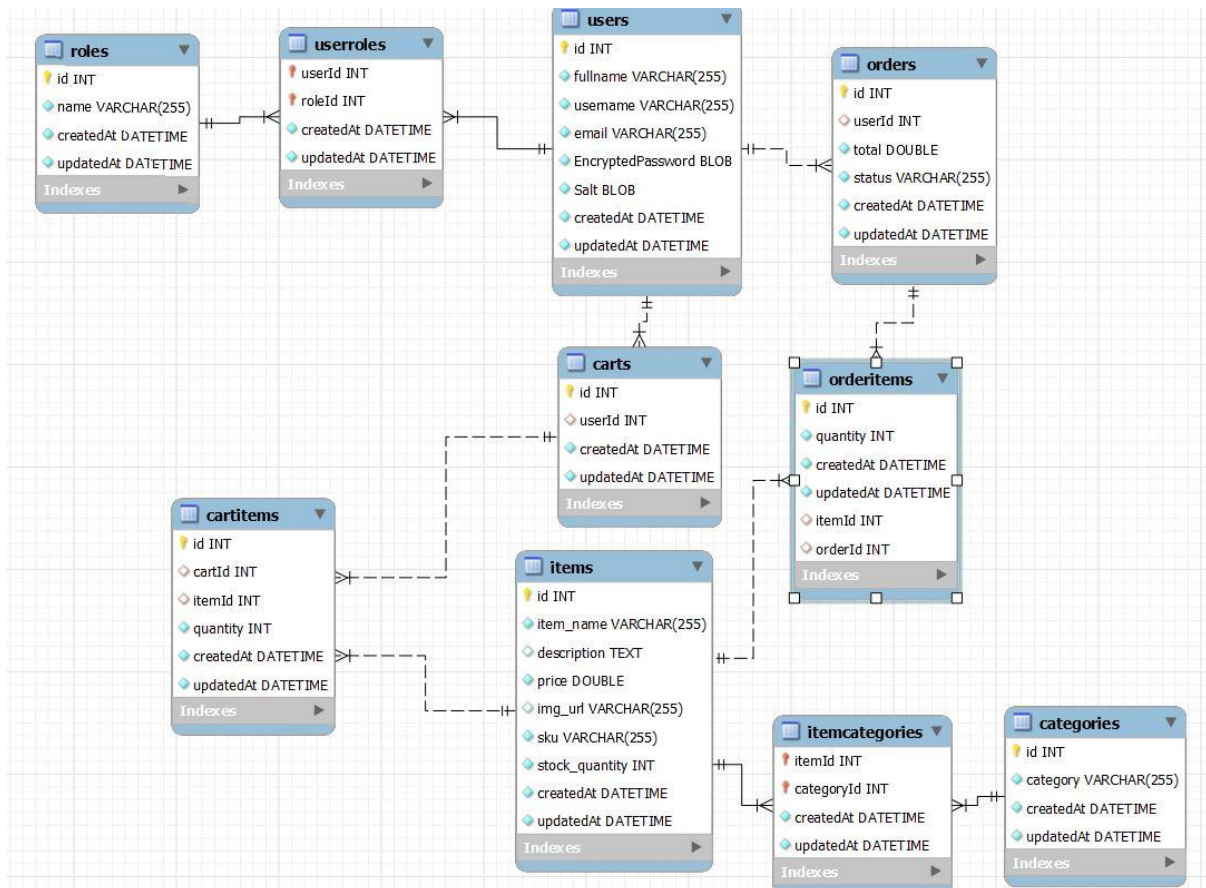 roles
id INT
name VARCHAR(255)
createdAt DATETIME
updatedAt DATETIME
Indexes
userroles
userId INT
roleId INT
createdAt DATETIME
updatedAt DATETIME
Indexes
users
id INT
fullname VARCHAR(255)
username VARCHAR(255)
email VARCHAR(255)
EncryptedPassword BLOB
Salt BLOB
createdAt DATETIME
updatedAt DATETIME
Indexes
orders
id INT
userId INT
total DOUBLE
status VARCHAR(255)
createdAt DATETIME
updatedAt DATETIME
Indexes
carts
id INT
userId INT
createdAt DATETIME
updatedAt DATETIME
Indexes
orderitems
id INT
quantity INT
createdAt DATETIME
updatedAt DATETIME
itemId INT
orderId INT
Indexes
cartitems
id INT
cartId INT
itemId INT
quantity INT
createdAt DATETIME
updatedAt DATETIME
Indexes
items
id INT
item_name VARCHAR(255)
description TEXT
price DOUBLE
img_url VARCHAR(255)
sku VARCHAR(255)
stock_quantity INT
createdAt DATETIME
updatedAt DATETIME
Indexes
itemcategories
itemId INT
categoryId INT
createdAt DATETIME
updatedAt DATETIME
Indexes
categories
id INT
category VARCHAR(255)
createdAt DATETIME
updatedAt DATETIME
Indexes